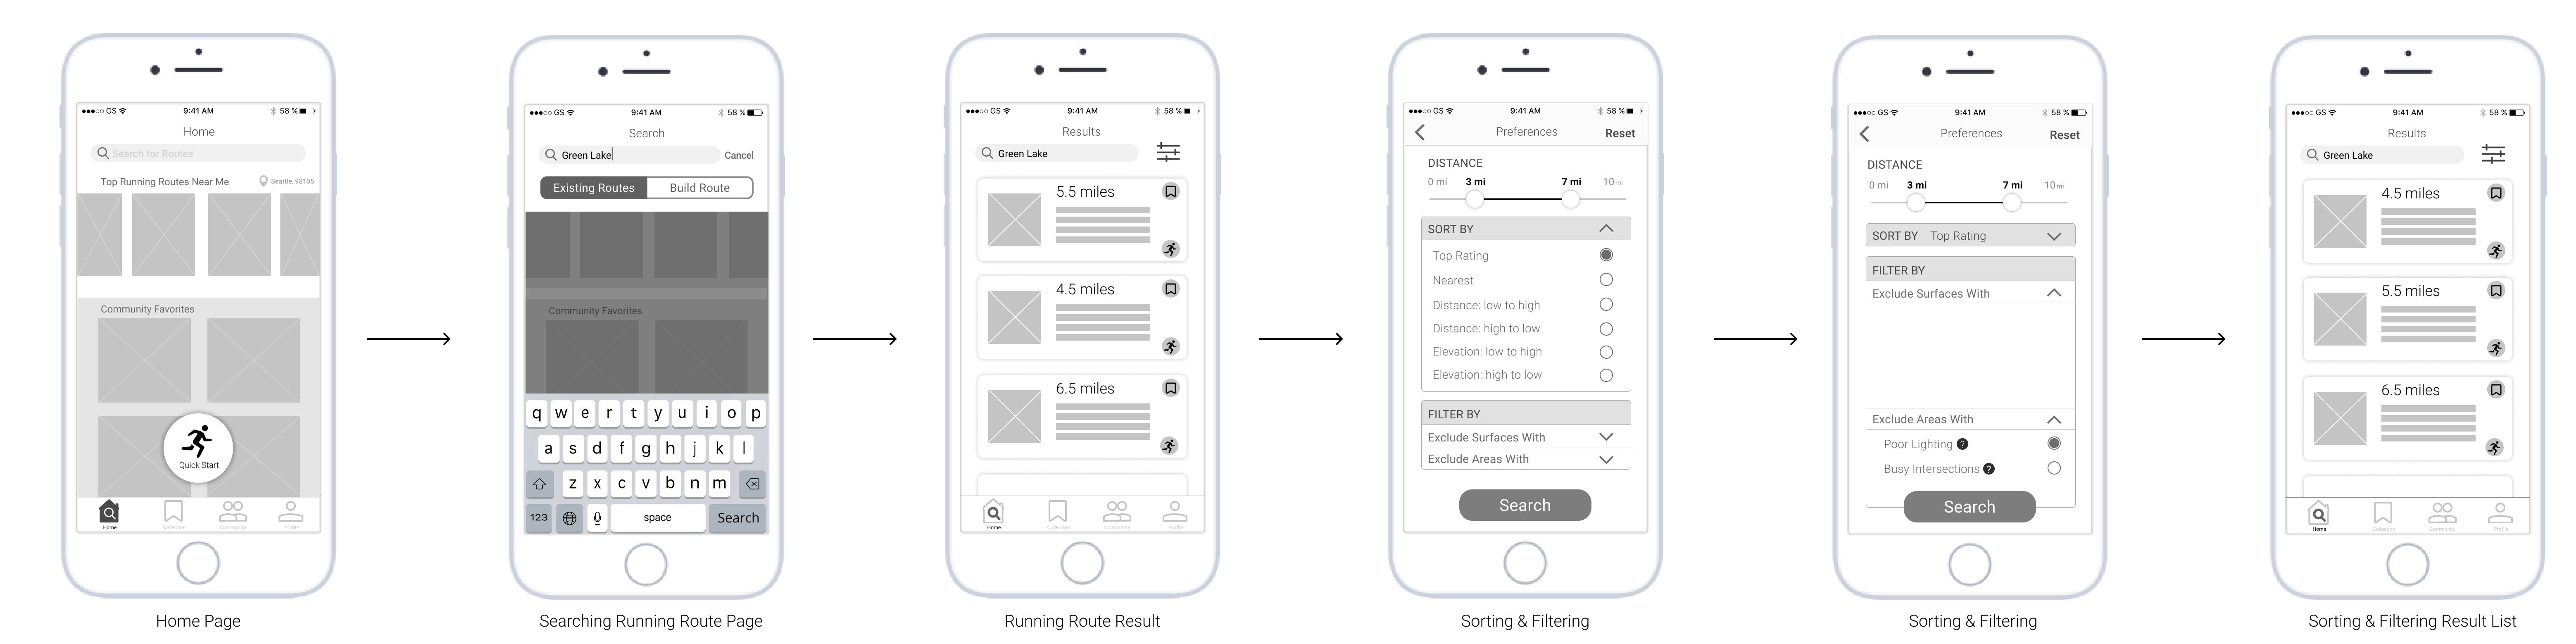 GS 9:41 AM 58 %
Home
Search for Routes
Top Running Routes Near Me Seattle, 98105
Community Favorites
Quick Start
Home Collection Community Profile
Home Page
GS 9:41 AM 58 %
Search
Green Lake Cancel
Existing Routes Build Route
Community Favorites
q w e r t y u i o p
a s d f g h j k l
z x c v b n m
123 space Search
Searching Running Route Page
GS 9:41 AM 58 %
Results
Green Lake
5.5 miles
4.5 miles
6.5 miles
Home Collection Community Profile
Running Route Result
GS 9:41 AM 58 %
Preferences Reset
DISTANCE
0 mi 3 mi 7 mi 10 mi
SORT BY
Top Rating
Nearest
Distance: low to high
Distance: high to low
Elevation: low to high
Elevation: high to low
FILTER BY
Exclude Surfaces With
Exclude Areas With
Search
Sorting & Filtering
GS 9:41 AM 58 %
Preferences Reset
DISTANCE
0 mi 3 mi 7 mi 10 mi
SORT BY Top Rating
FILTER BY
Exclude Surfaces With
Exclude Areas With
Poor Lighting ?
Busy Intersections ?
Search
Sorting & Filtering
GS 9:41 AM 58 %
Results
Green Lake
4.5 miles
5.5 miles
6.5 miles
Home Collection Community Profile
Sorting & Filtering Result List